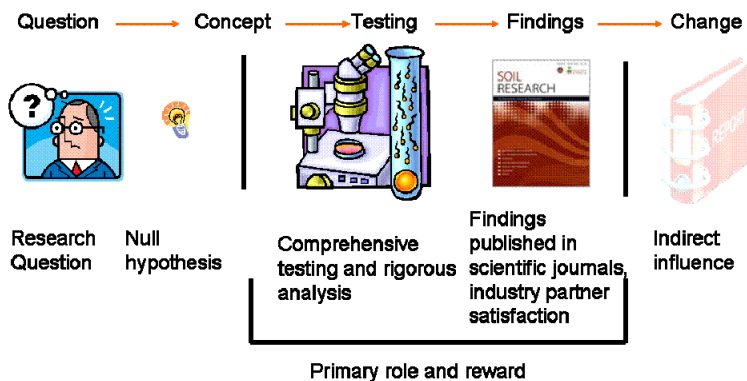 Question Concept Testing Findings Change
?
SOIL
RESEARCH
REPORT
Research
Question
Null
hypothesis
Comprehensive
testing and rigorous
analysis
Findings
published in
scientific journals,
industry partner
satisfaction
Indirect
influence
Primary role and reward